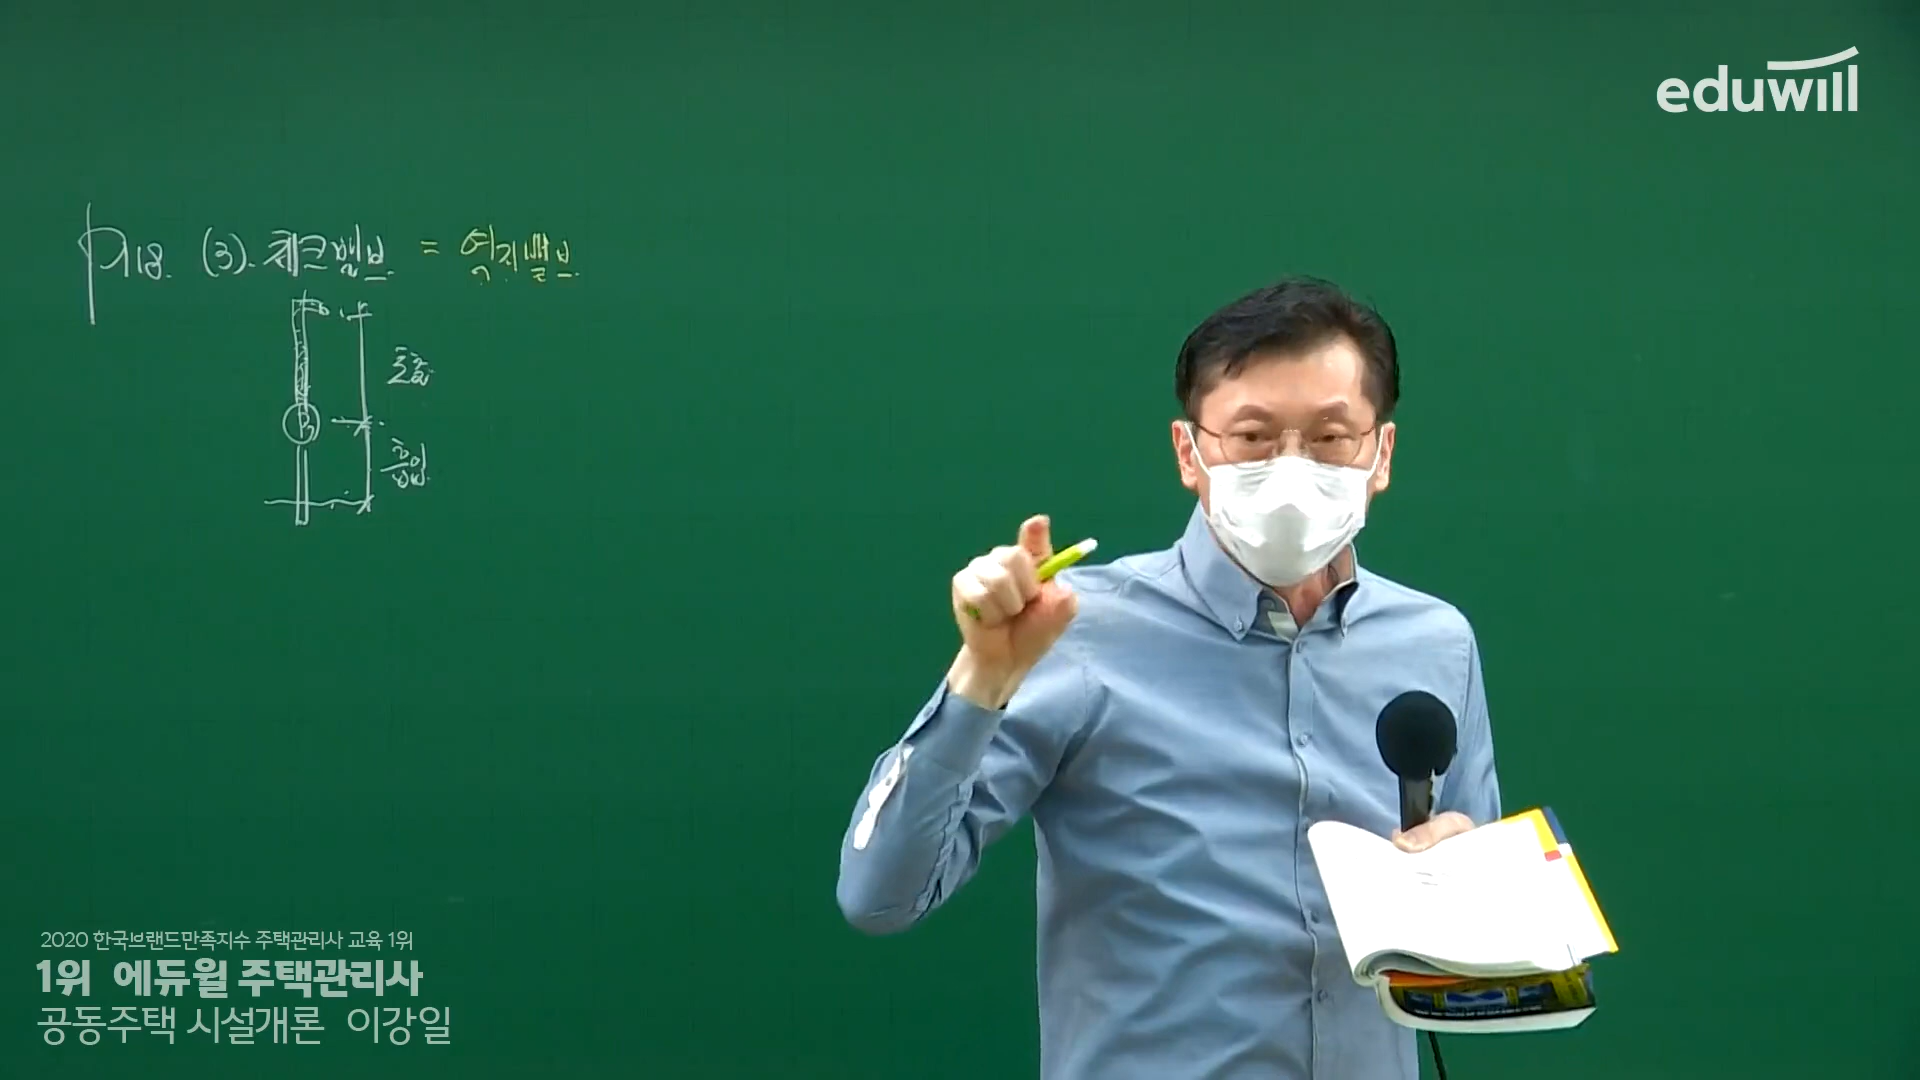 eduwill
P118. (3). 체크밸브 = 역지밸브
토출
P
흡입
2020 한국브랜드만족지수 주택관리사 교육 1위
1위 에듀윌 주택관리사
공동주택 시설개론 이강일